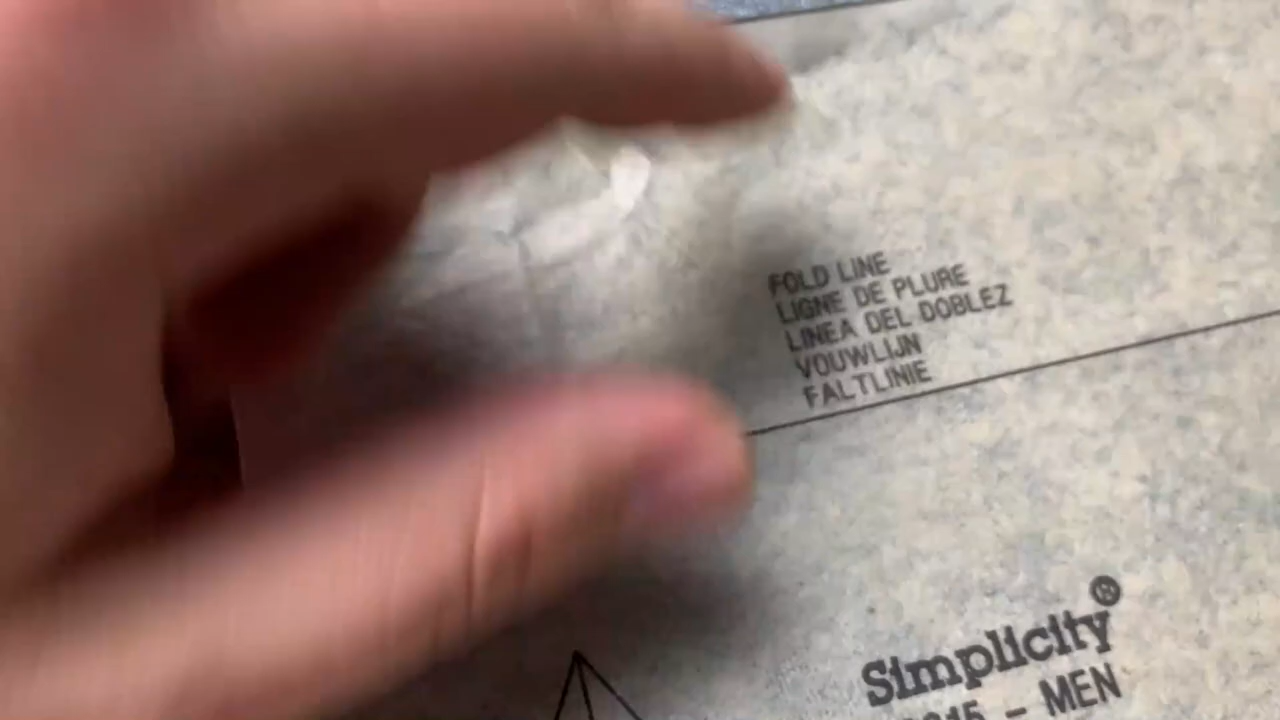 FOLD LINE
LIGNE DE PLURE
LINEA DEL DOBLEZ
VOUWLIJN
FALTLINIE
Simplicity®
– MEN